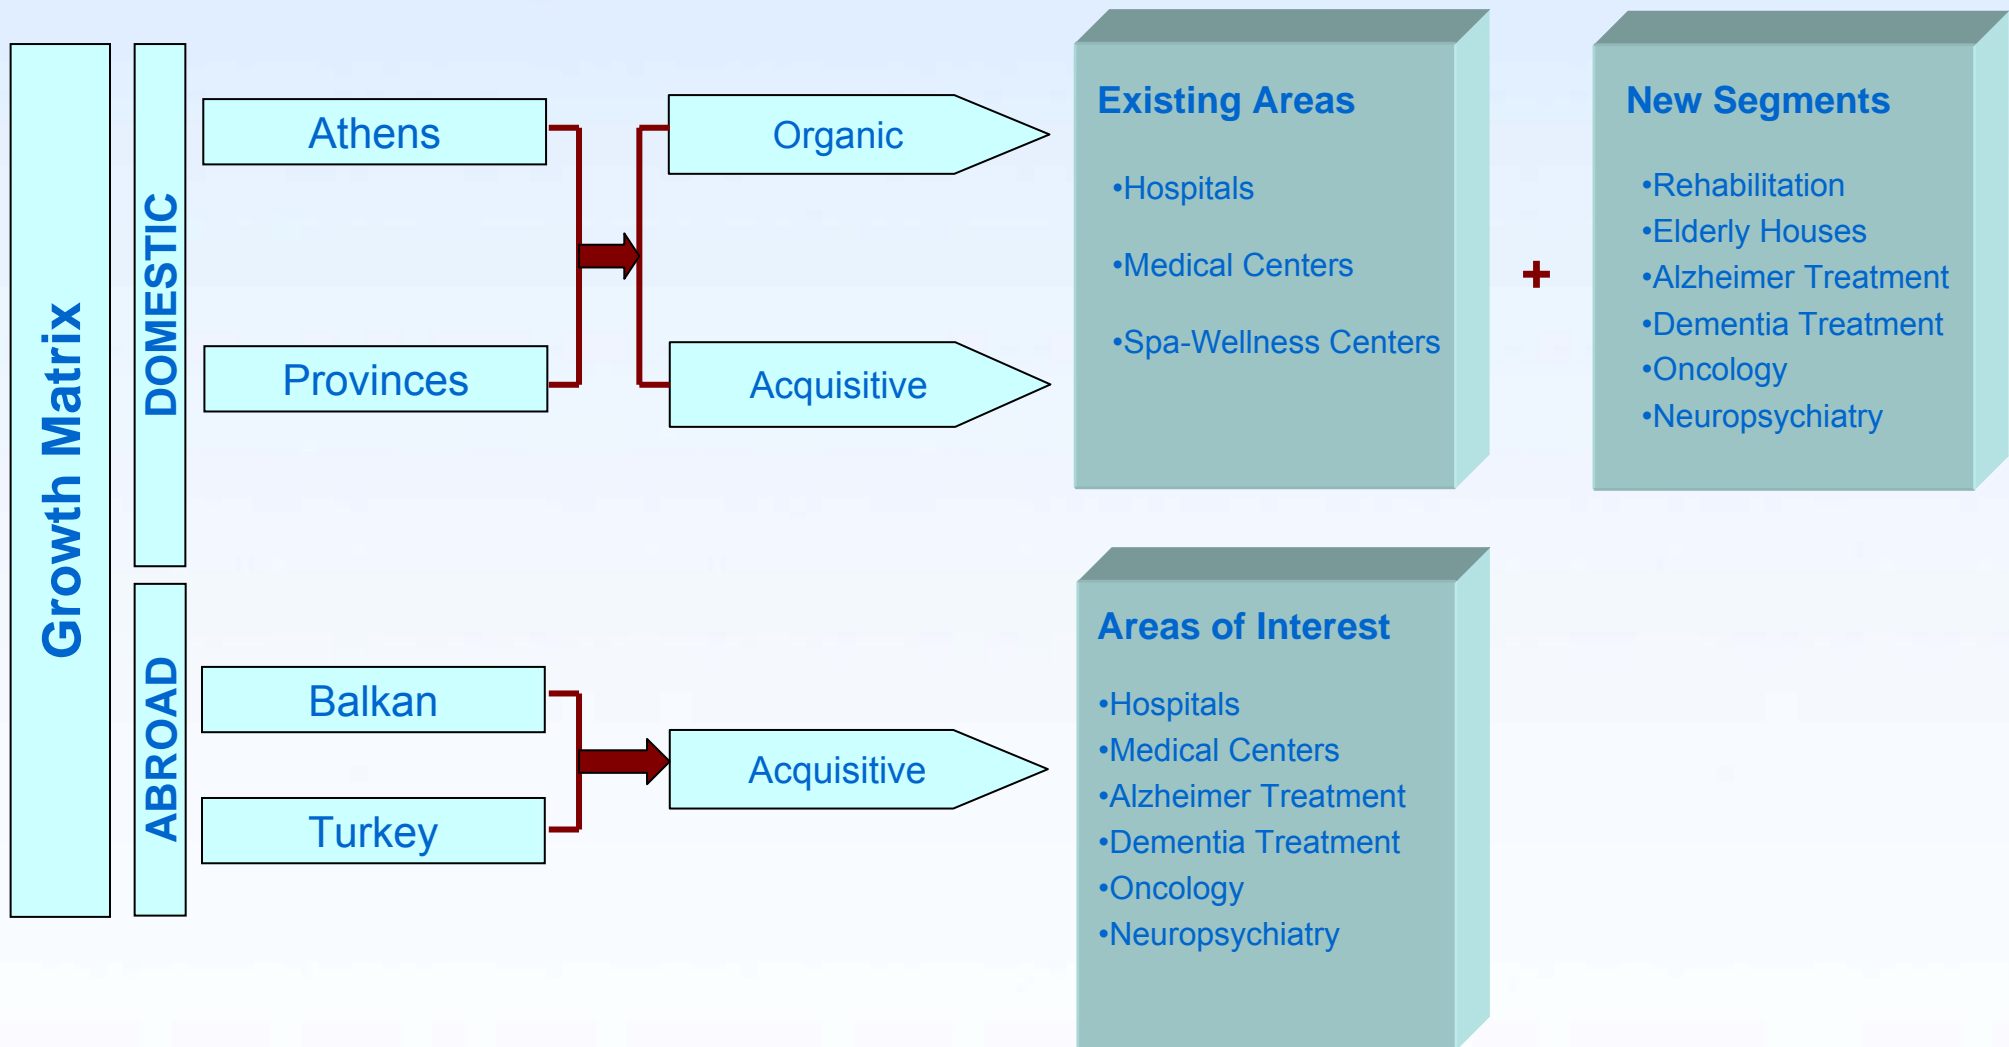 Growth Matrix
DOMESTIC
Athens
Provinces
Organic
Acquisitive
Existing Areas
•Hospitals
•Medical Centers
•Spa-Wellness Centers
+
New Segments
•Rehabilitation
•Elderly Houses
•Alzheimer Treatment
•Dementia Treatment
•Oncology
•Neuropsychiatry
ABROAD
Balkan
Turkey
Acquisitive
Areas of Interest
•Hospitals
•Medical Centers
•Alzheimer Treatment
•Dementia Treatment
•Oncology
•Neuropsychiatry